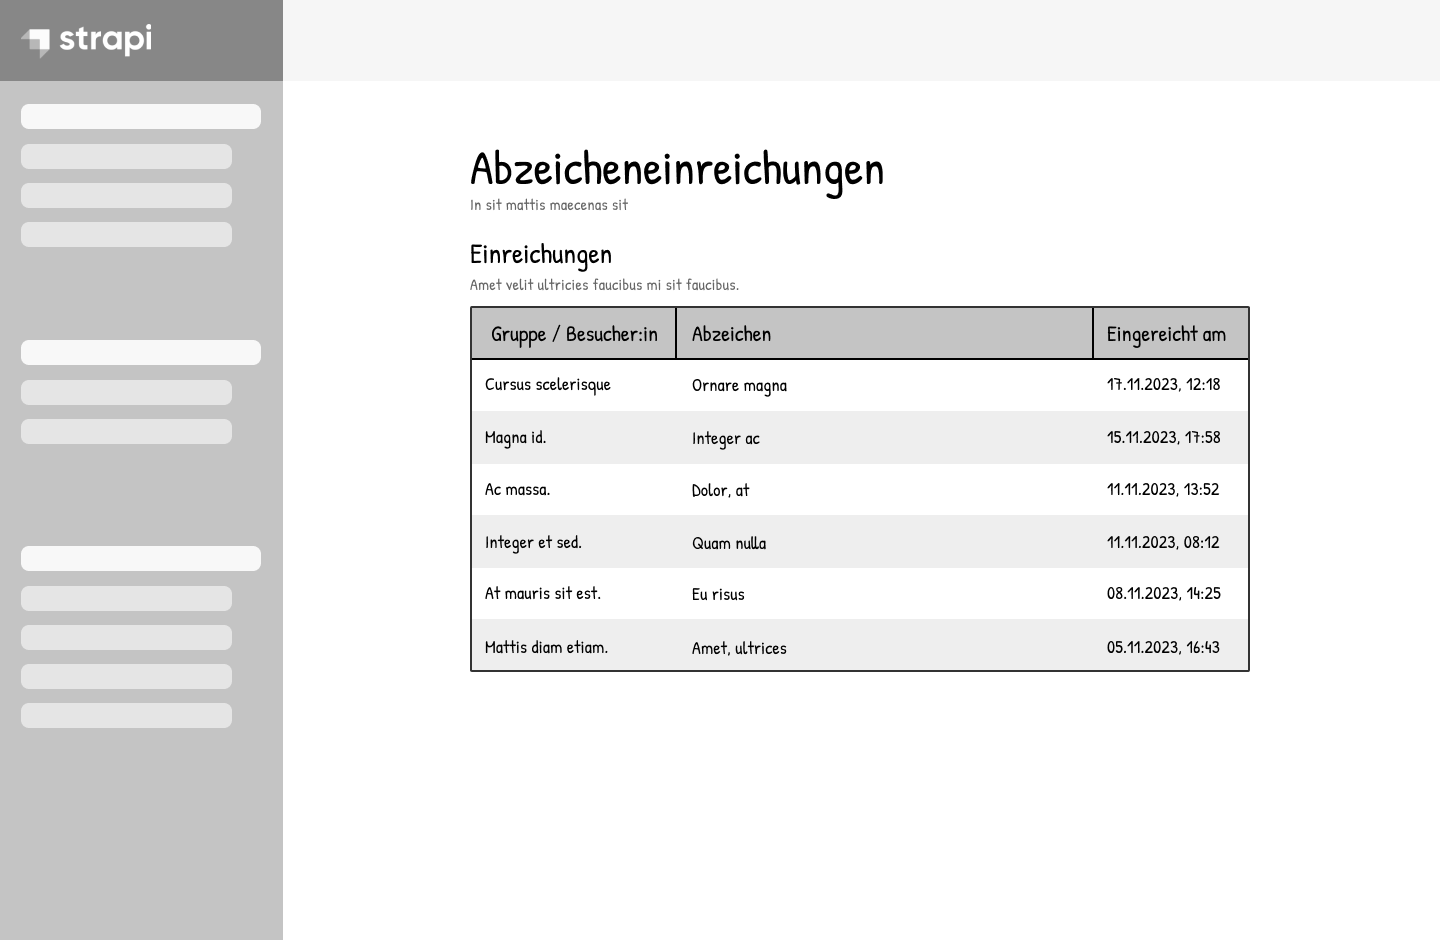 strapi
Abzeicheneinreichungen
In sit mattis maecenas sit
Einreichungen
Amet velit ultricies faucibus mi sit faucibus.
Gruppe / Besucher:in Abzeichen Eingereicht am
Cursus scelerisque Ornare magna 17.11.2023, 12:18
Magna id. Integer ac 15.11.2023, 17:58
Ac massa. Dolor, at 11.11.2023, 13:52
Integer et sed. Quam nulla 11.11.2023, 08:12
At mauris sit est. Eu risus 08.11.2023, 14:25
Mattis diam etiam. Amet, ultrices 05.11.2023, 16:43